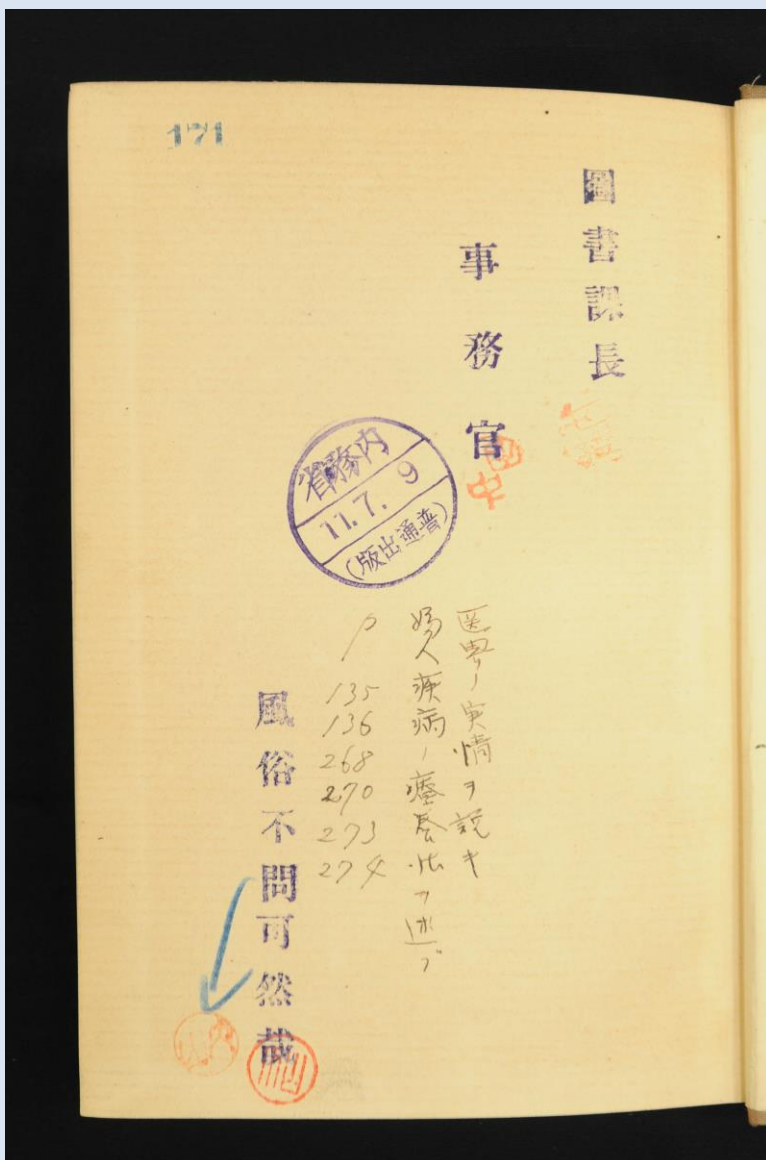 171
圖書課長
事務官
田中
内務省
11.7.9
(普通出版)
医界ノ実情ヲ説キ
婦人疾病ノ療養法ヲ述ブ
P
135
136
268
270
273
274
風俗不問可然哉